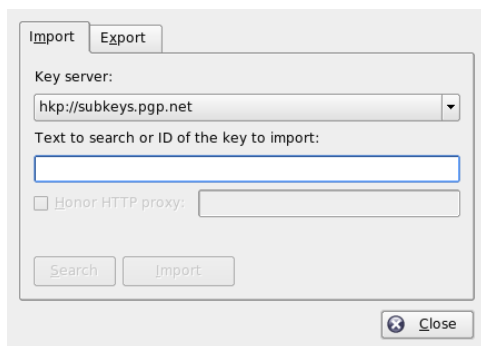 Import Export
Key server:
hkp://subkeys.pgp.net
Text to search or ID of the key to import:
Honor HTTP proxy:
Search Import
Close